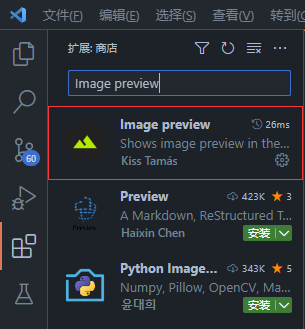 文件(F) 编辑(E) 选择(S) 查看(V) 转到(
扩展: 商店
Image preview
Image preview 26ms
Shows image preview in the...
Kiss Tamás
60
Preview 423K 3
A Markdown, ReStructured T...
Preview
Haixin Chen 安装
Python Image... 343K 5
Numpy, Pillow, OpenCV, Ma...
윤대희 安装